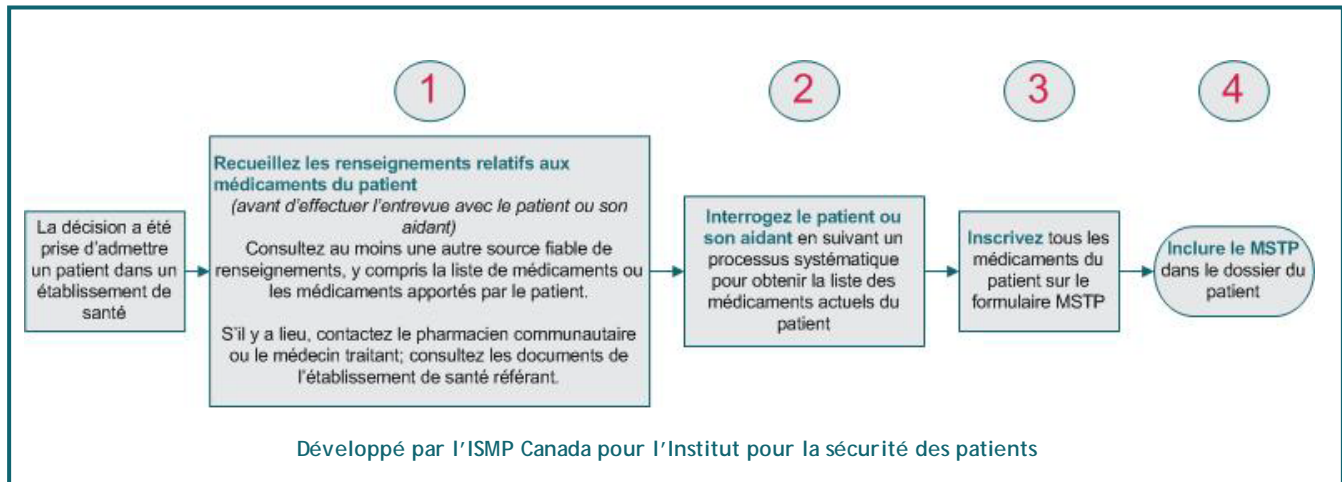 1
2
3
4
La décision a été
prise d'admettre
un patient dans un
établissement de
santé
Recueillez les renseignements relatifs aux
médicaments du patient
(avant d'effectuer l'entrevue avec le patient ou son
aidant)
Consultez au moins une autre source fiable de
renseignements, y compris la liste de médicaments ou
les médicaments apportés par le patient.
S'il y a lieu, contactez le pharmacien communautaire
ou le médecin traitant; consultez les documents de
l'établissement de santé référant.
Interrogez le patient ou
son aidant en suivant un
processus systématique
pour obtenir la liste des
médicaments actuels du
patient
Inscrivez tous les
médicaments du
patient sur le
formulaire MSTP
Inclure le MSTP
dans le dossier du
patient
Développé par l'ISMP Canada pour l'Institut pour la sécurité des patients